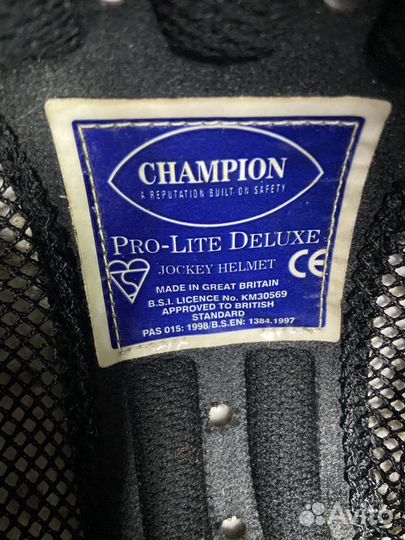 CHAMPION
A REPUTATION BUILT ON SAFETY
PRO-LITE DELUXE
JOCKEY HELMET
CE
MADE IN GREAT BRITAIN
B.S.I. LICENCE No. KM30569
APPROVED TO BRITISH
STANDARD
PAS 015: 1998/B.S.EN: 1384.1997
Avito